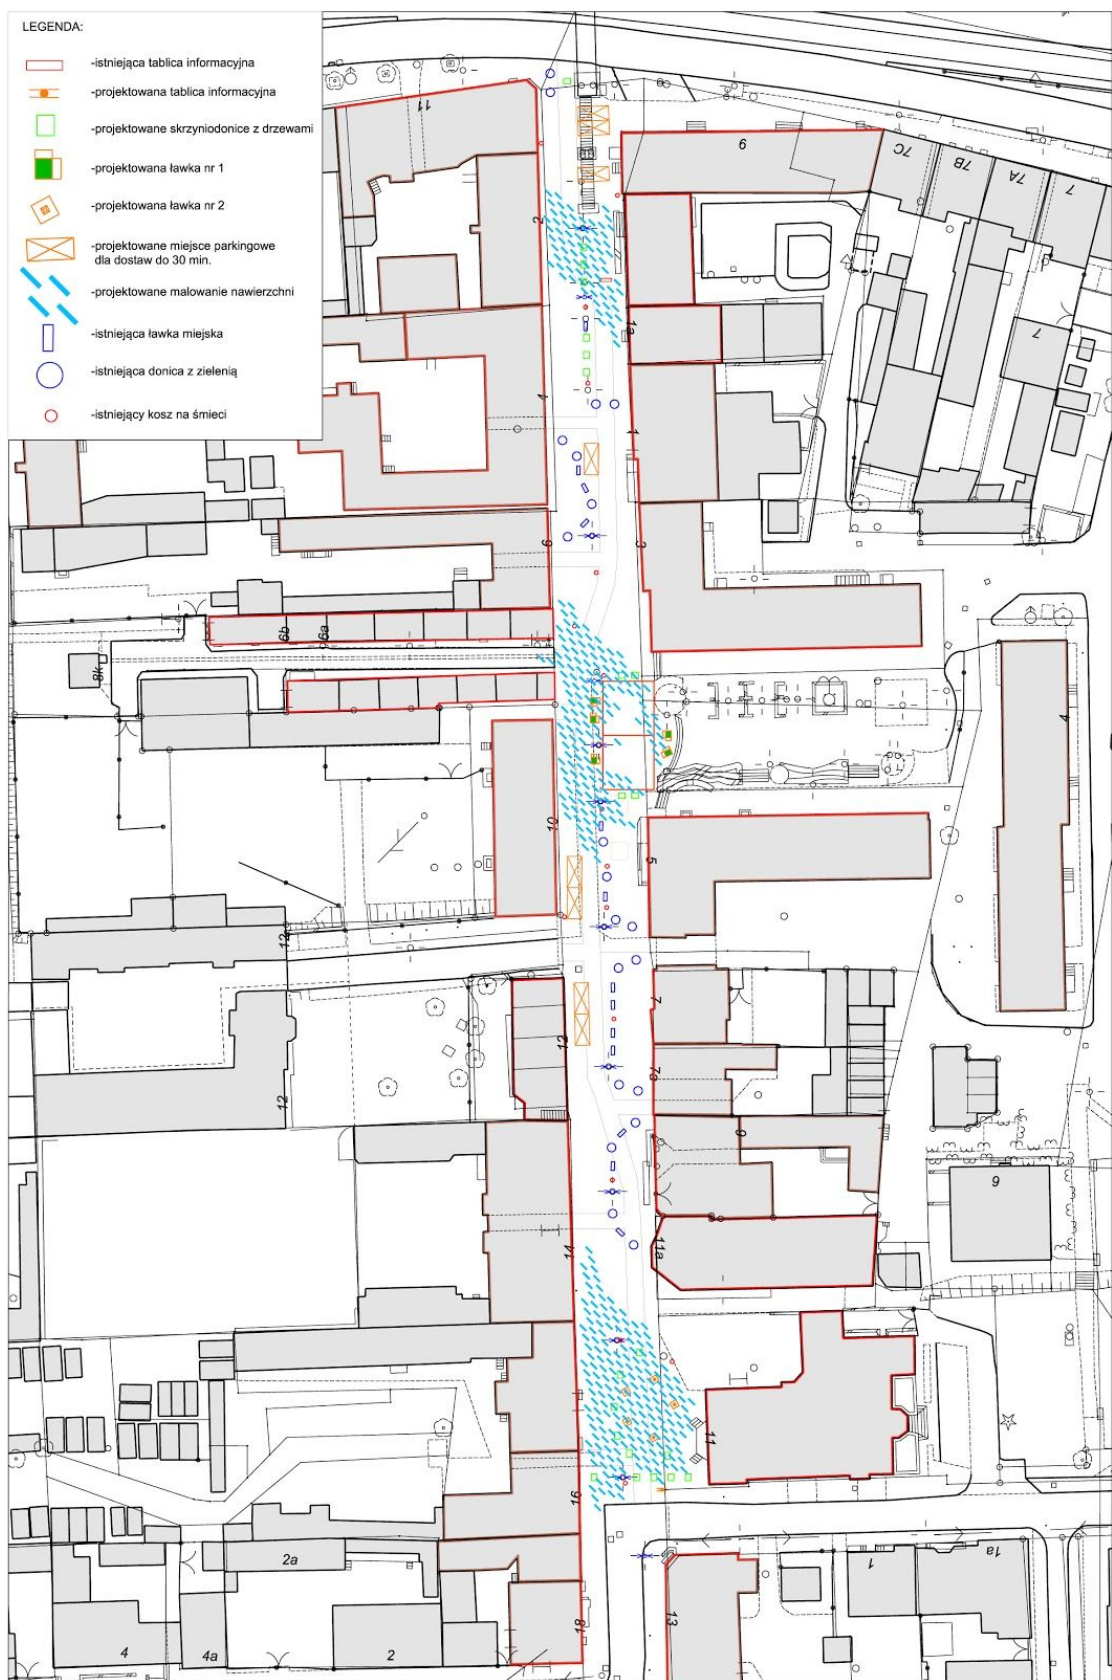 LEGENDA:
-istniejąca tablica informacyjna
-projektowana tablica informacyjna
-projektowane skrzyniodonice z drzewami
-projektowana ławka nr 1
-projektowana ławka nr 2
-projektowane miejsce parkingowe
dla dostaw do 30 min.
-projektowane malowanie nawierzchni
-istniejąca ławka miejska
-istniejąca donica z zielenią
-istniejący kosz na śmieci
11
9
7C
7B
7A
7
2
1a
7
4
1
6
3
6b
6a
8k
4
10
5
12
7
12
7a
12
9
9
14
11a
11
16
2a
1
1a
18
13
4
4a
2